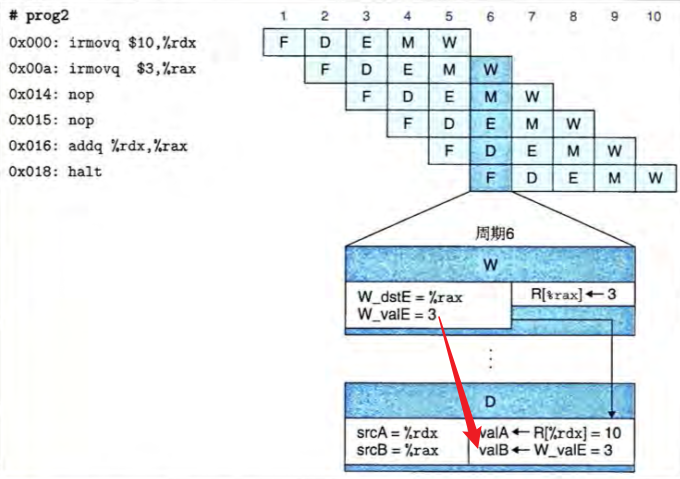 # prog2 1 2 3 4 5 6 7 8 9 10
0x000: irmovq $10,%rdx F D E M W
0x00a: irmovq $3,%rax F D E M W
0x014: nop F D E M W
0x015: nop F D E M W
0x016: addq %rdx,%rax F D E M W
0x018: halt F D E M W
周期6
W
W_dstE = %rax R[%rax] ← 3
W_valE = 3
D
srcA = %rdx valA ← R[%rdx] = 10
srcB = %rax valB ← W_valE = 3